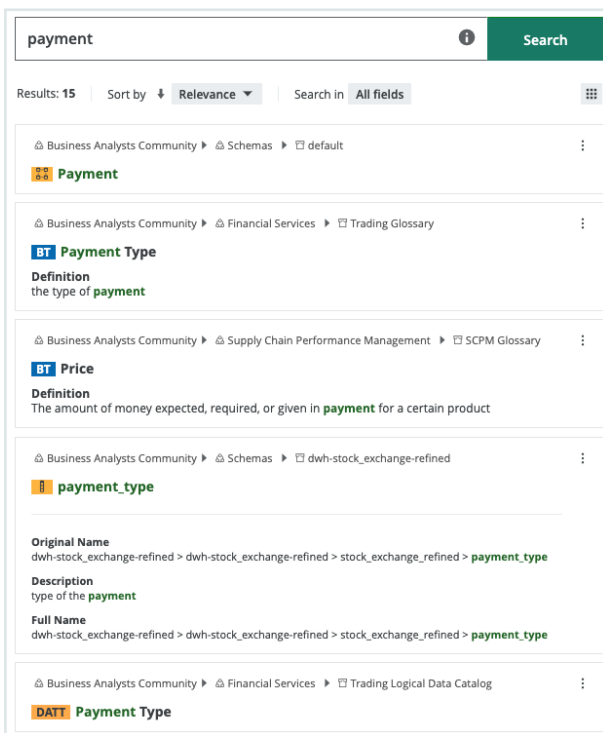 payment
Search
Results: 15 Sort by Relevance Search in All fields
Business Analysts Community Schemas default
Payment
Business Analysts Community Financial Services Trading Glossary
BT Payment Type
Definition
the type of payment
Business Analysts Community Supply Chain Performance Management SCPM Glossary
BT Price
Definition
The amount of money expected, required, or given in payment for a certain product
Business Analysts Community Schemas dwh-stock_exchange-refined
payment_type
Original Name
dwh-stock_exchange-refined > dwh-stock_exchange-refined > stock_exchange_refined > payment_type
Description
type of the payment
Full Name
dwh-stock_exchange-refined > dwh-stock_exchange-refined > stock_exchange_refined > payment_type
Business Analysts Community Financial Services Trading Logical Data Catalog
DATT Payment Type